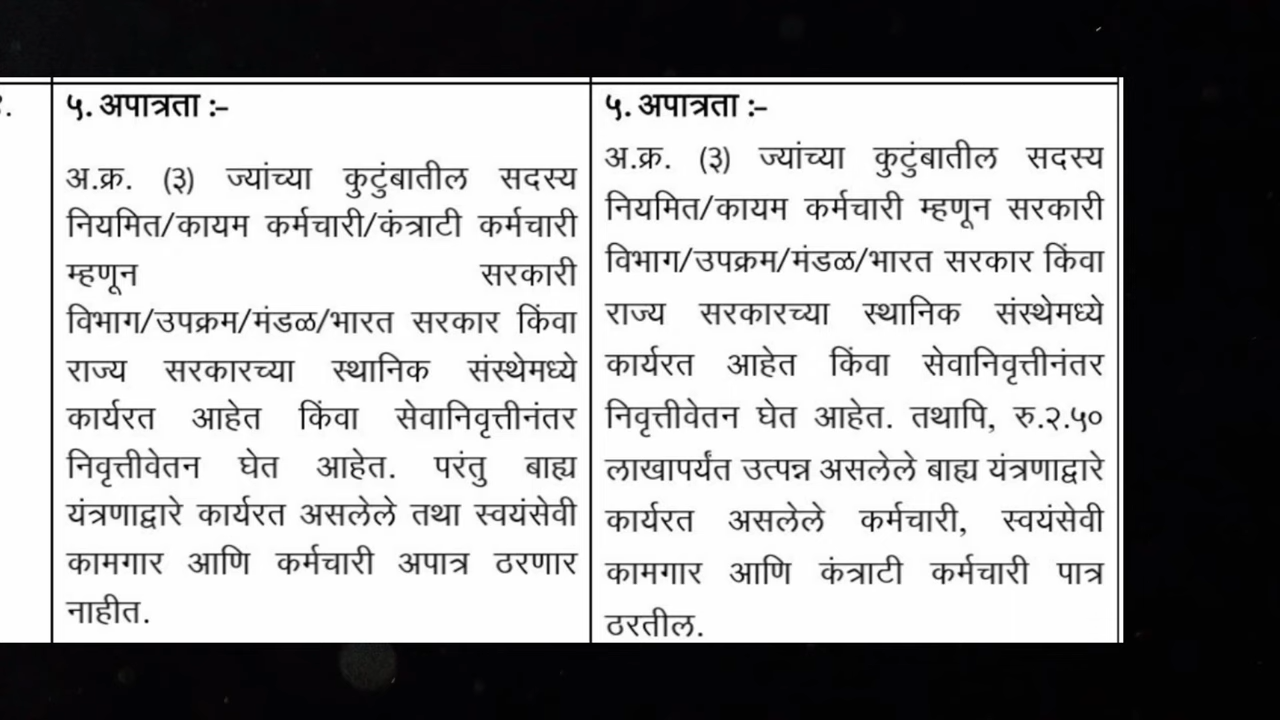 ५. अपात्रता :-
अ.क्र. (३) ज्यांच्या कुटुंबातील सदस्य
नियमित/कायम कर्मचारी/कंत्राटी कर्मचारी
म्हणून सरकारी
विभाग/उपक्रम/मंडळ/भारत सरकार किंवा
राज्य सरकारच्या स्थानिक संस्थेमध्ये
कार्यरत आहेत किंवा सेवानिवृत्तीनंतर
निवृत्तीवेतन घेत आहेत. परंतु बाह्य
यंत्रणाद्वारे कार्यरत असलेले तथा स्वयंसेवी
कामगार आणि कर्मचारी अपात्र ठरणार
नाहीत.
५. अपात्रता :-
अ.क्र. (३) ज्यांच्या कुटुंबातील सदस्य
नियमित/कायम कर्मचारी म्हणून सरकारी
विभाग/उपक्रम/मंडळ/भारत सरकार किंवा
राज्य सरकारच्या स्थानिक संस्थेमध्ये
कार्यरत आहेत किंवा सेवानिवृत्तीनंतर
निवृत्तीवेतन घेत आहेत. तथापि, रु.२.५०
लाखापर्यंत उत्पन्न असलेले बाह्य यंत्रणाद्वारे
कार्यरत असलेले कर्मचारी, स्वयंसेवी
कामगार आणि कंत्राटी कर्मचारी पात्र
ठरतील.